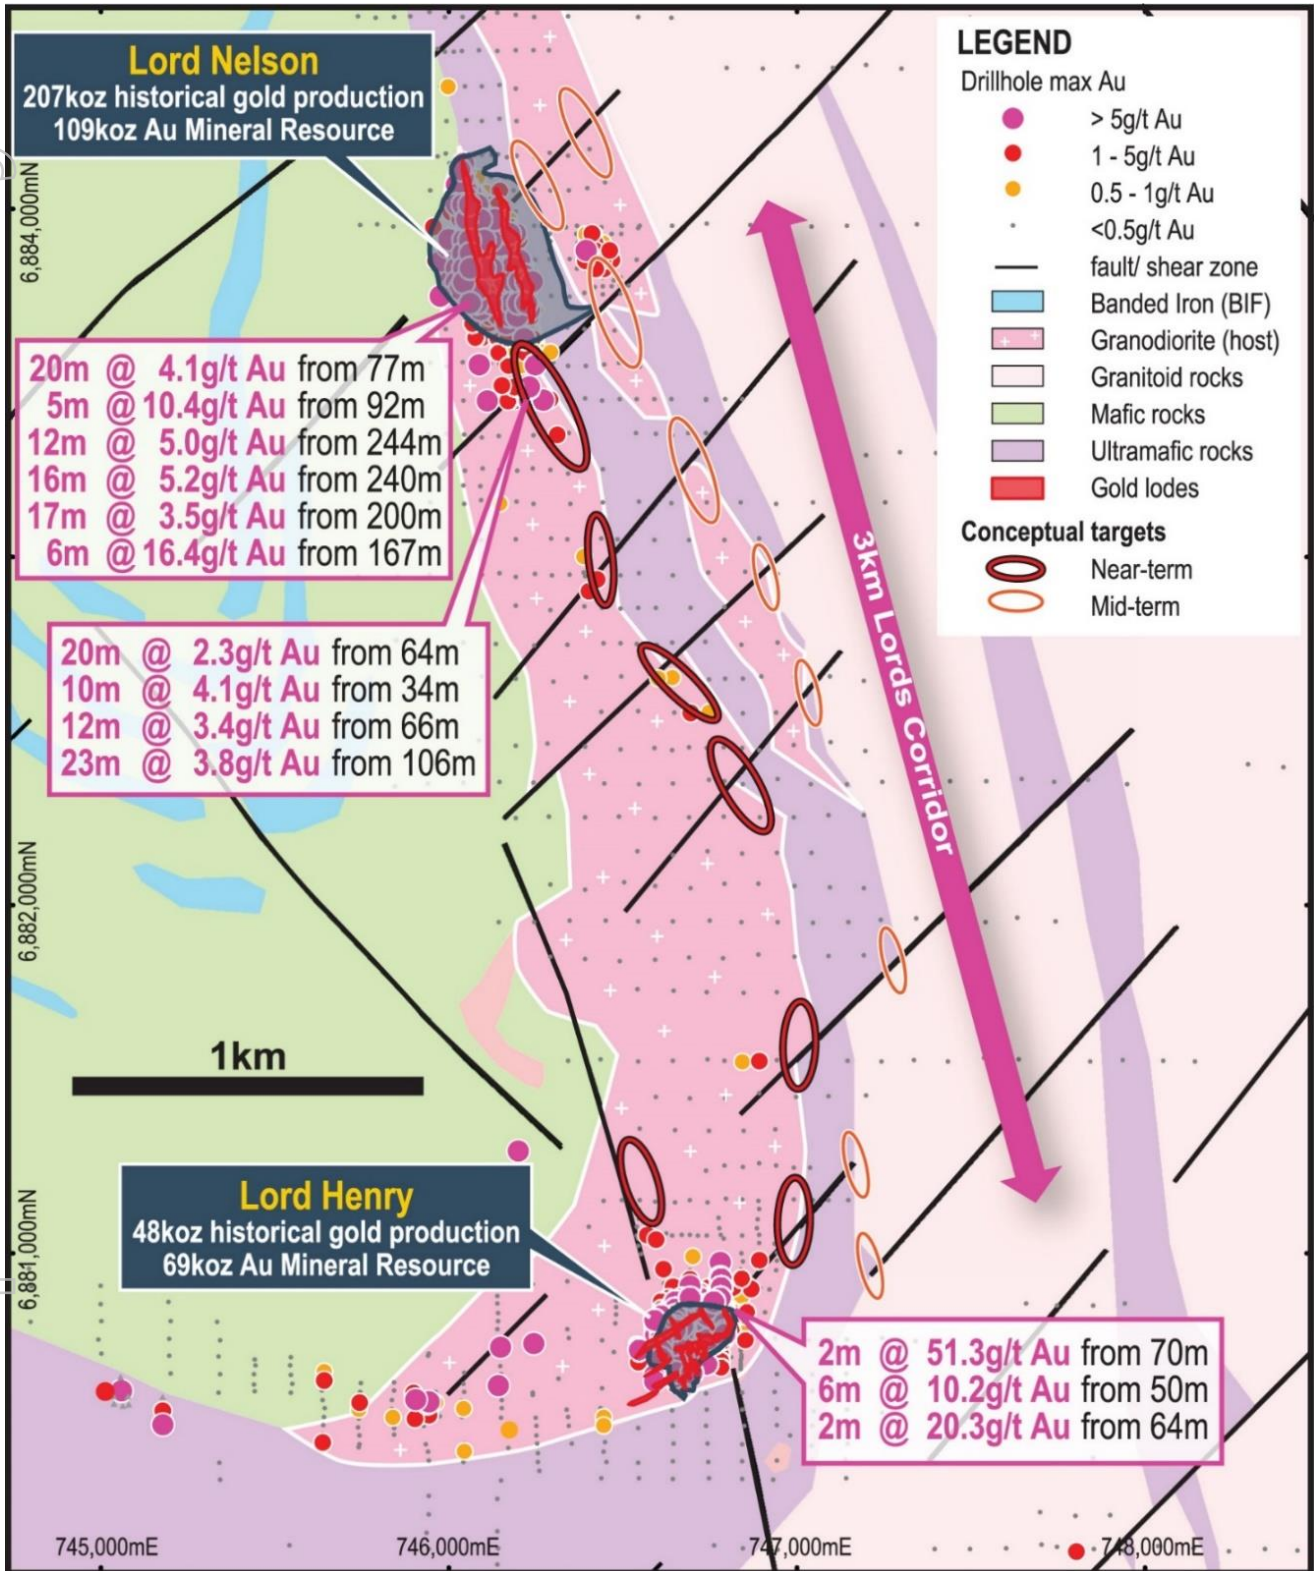 Lord Nelson
207koz historical gold production
109koz Au Mineral Resource
LEGEND
Drillhole max Au
> 5g/t Au
1 - 5g/t Au
0.5 - 1g/t Au
<0.5g/t Au
fault/ shear zone
Banded Iron (BIF)
Granodiorite (host)
Granitoid rocks
Mafic rocks
Ultramafic rocks
Gold lodes
Conceptual targets
Near-term
Mid-term
6,884,000mN
20m @ 4.1g/t Au from 77m
5m @ 10.4g/t Au from 92m
12m @ 5.0g/t Au from 244m
16m @ 5.2g/t Au from 240m
17m @ 3.5g/t Au from 200m
6m @ 16.4g/t Au from 167m
20m @ 2.3g/t Au from 64m
10m @ 4.1g/t Au from 34m
12m @ 3.4g/t Au from 66m
23m @ 3.8g/t Au from 106m
3km Lords Corridor
6,882,000mN
1km
Lord Henry
48koz historical gold production
69koz Au Mineral Resource
6,881,000mN
2m @ 51.3g/t Au from 70m
6m @ 10.2g/t Au from 50m
2m @ 20.3g/t Au from 64m
745,000mE
746,000mE
747,000mE
748,000mE